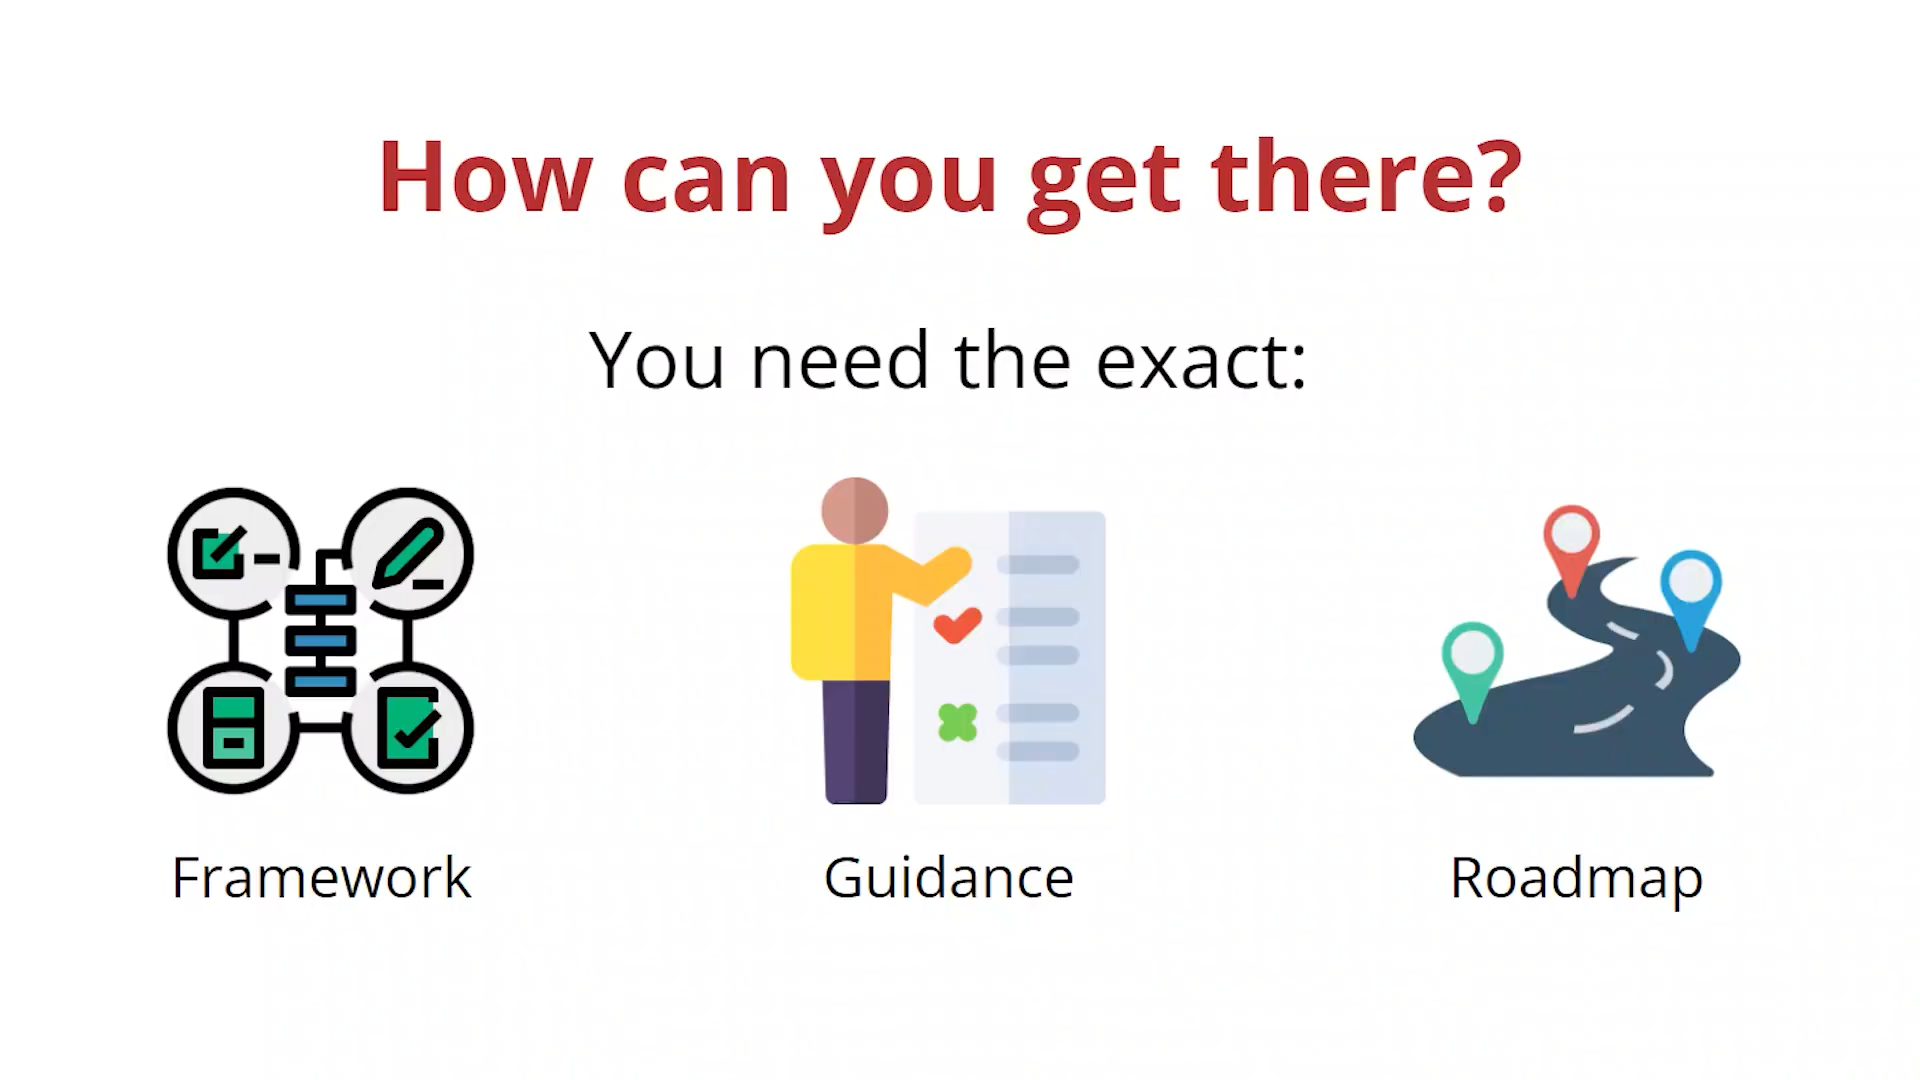 How can you get there?
You need the exact:
Framework
Guidance
Roadmap